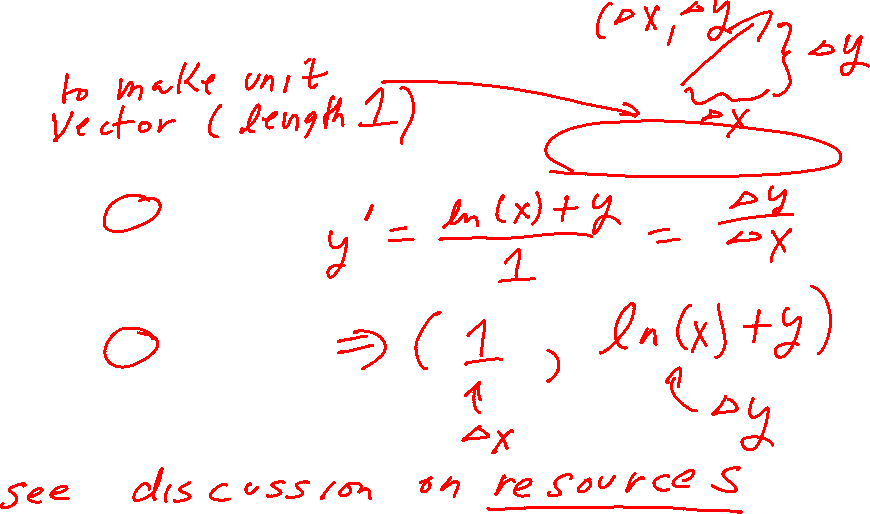 (Δx, Δy
Δy
to make unit
vector (length 1)
Δx
y' = ln(x)+y / 1 = Δy / Δx
⇒ ( 1 , ln(x)+y )
Δx Δy
see discussion on resources